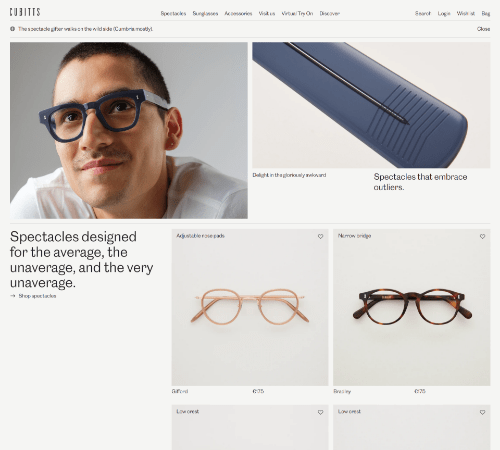 CUBITTS
Spectacles Sunglasses Accessories Visit us Virtual Try On Discover
Search Login Wishlist Bag
The spectacle gifter walks on the wild side (Cumbria mostly).
Close
Delight in the gloriously awkward
Spectacles that embrace
outliers.
Spectacles designed
for the average, the
unaverage, and the very
unaverage.
→ Shop spectacles
Adjustable nose pads
Narrow bridge
Gifford
€175
Bingley
€175
Low crest
Low crest